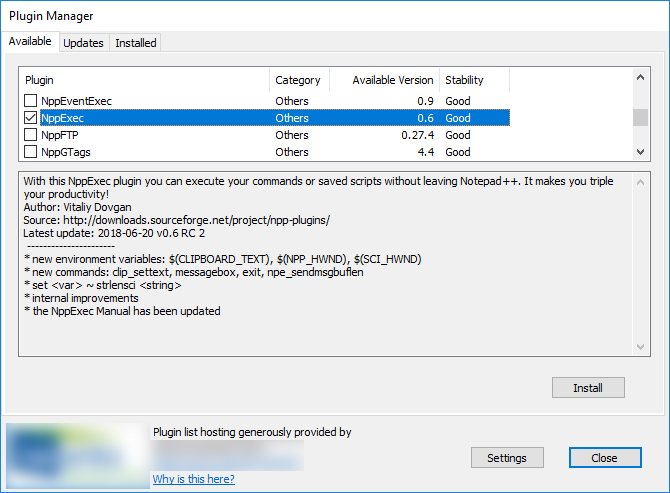 Plugin Manager
Available Updates Installed
Plugin Category Available Version Stability
NppEventExec Others 0.9 Good
NppExec Others 0.6 Good
NppFTP Others 0.27.4 Good
NppGTags Others 4.4 Good
With this NppExec plugin you can execute your commands or saved scripts without leaving Notepad++. It makes you triple
your productivity!
Author: Vitaliy Dovgan
Source: http://downloads.sourceforge.net/project/npp-plugins/
Latest update: 2018-06-20 v0.6 RC 2
-----------------------
* new environment variables: $(CLIPBOARD_TEXT), $(NPP_HWND), $(SCI_HWND)
* new commands: clip_settext, messagebox, exit, npe_sendmsgbuflen
* set <var> ~ strlensci <string>
* internal improvements
* the NppExec Manual has been updated
Install
Plugin list hosting generously provided by
Why is this here?
Settings Close